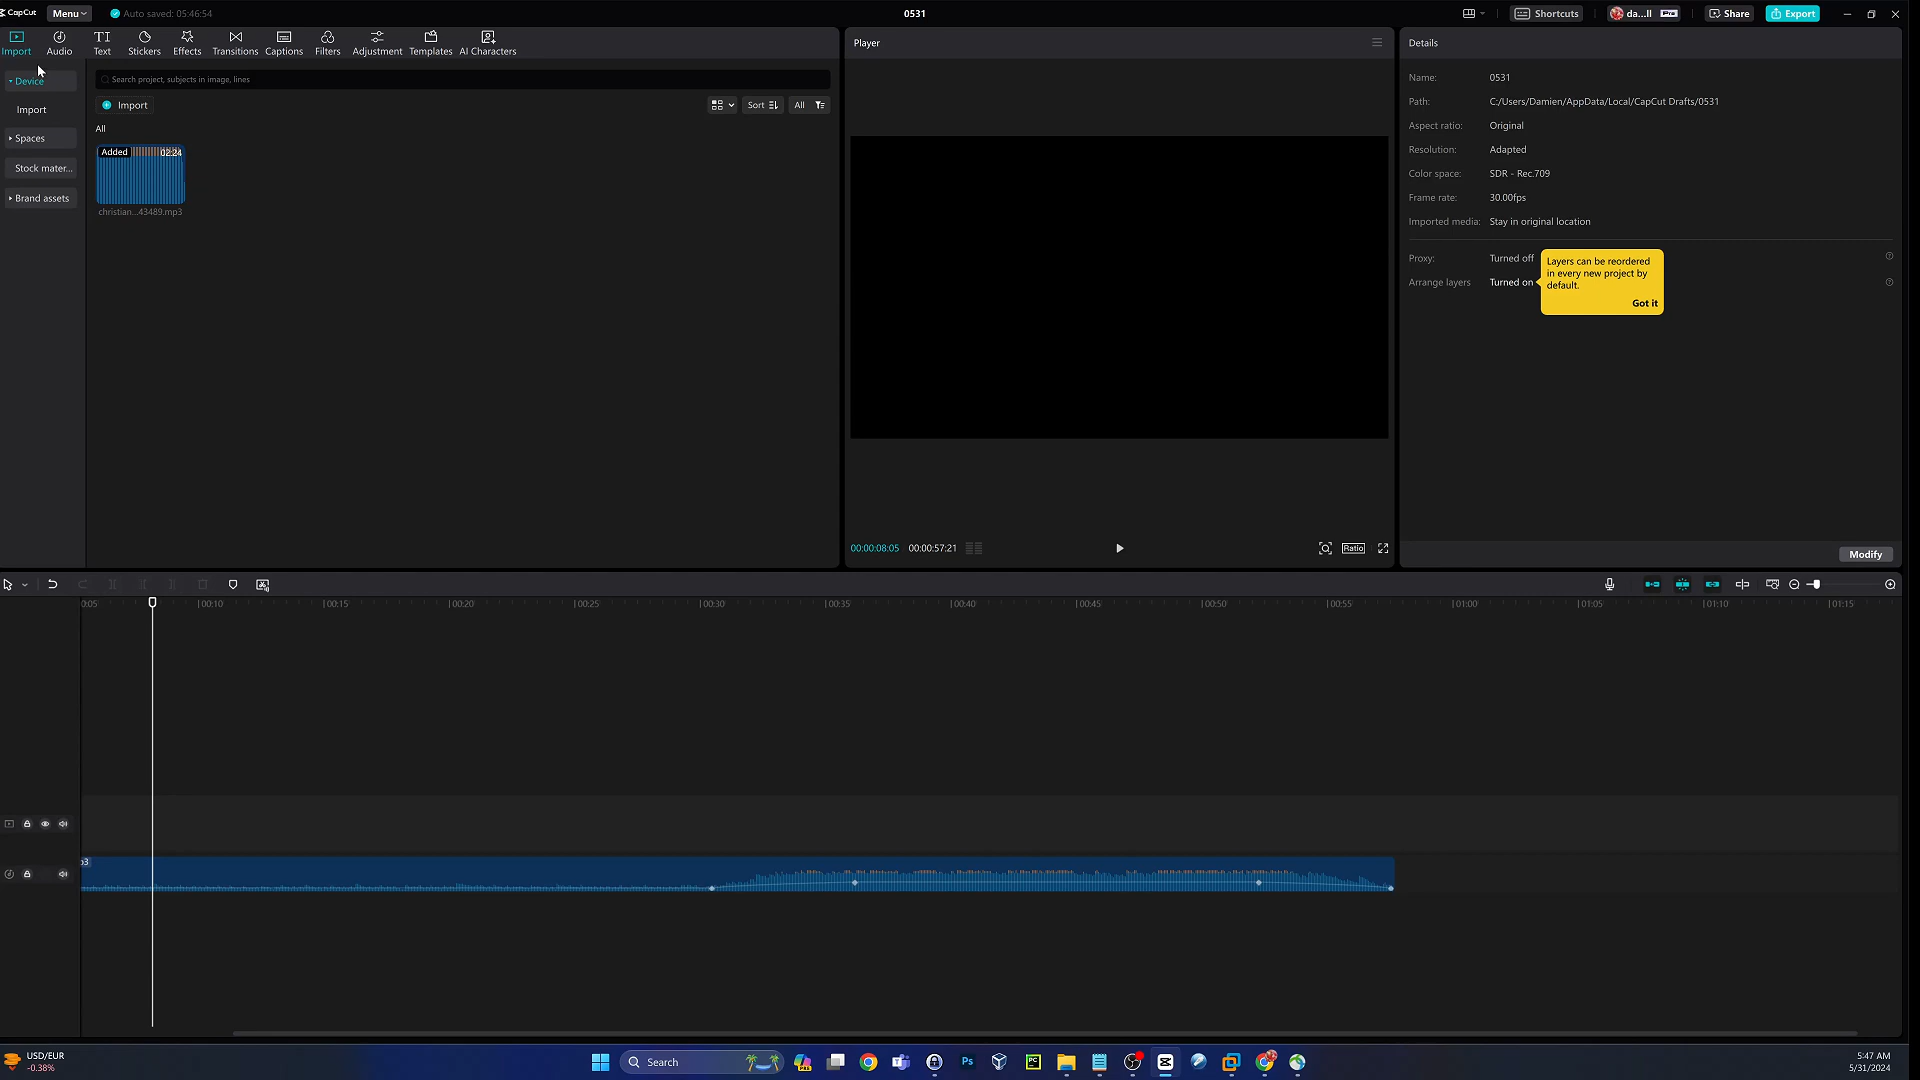 CapCut Menu Auto saved: 05:46:54 0531 Shortcuts da...ll Pro Share Export
Import Audio Text Stickers Effects Transitions Captions Filters Adjustment Templates AI Characters
Player
Details
Device
Import
Spaces
Stock mater...
Brand assets
Search project, subjects in image, lines
Import
Sort All
All
Added 02:24
christian...43489.mp3
00:00:08:05 00:00:57:21
Ratio
Name: 0531
Path: C:/Users/Damien/AppData/Local/CapCut Drafts/0531
Aspect ratio: Original
Resolution: Adapted
Color space: SDR - Rec.709
Frame rate: 30.00fps
Imported media: Stay in original location
Proxy: Turned off
Arrange layers Turned on
Layers can be reordered
in every new project by
default.
Got it
Modify
0:05 00:10 00:15 00:20 00:25 00:30 00:35 00:40 00:45 00:50 00:55 01:00 01:05 01:10 01:15
p3
USD/EUR
-0.38%
Search
5:47 AM
5/31/2024